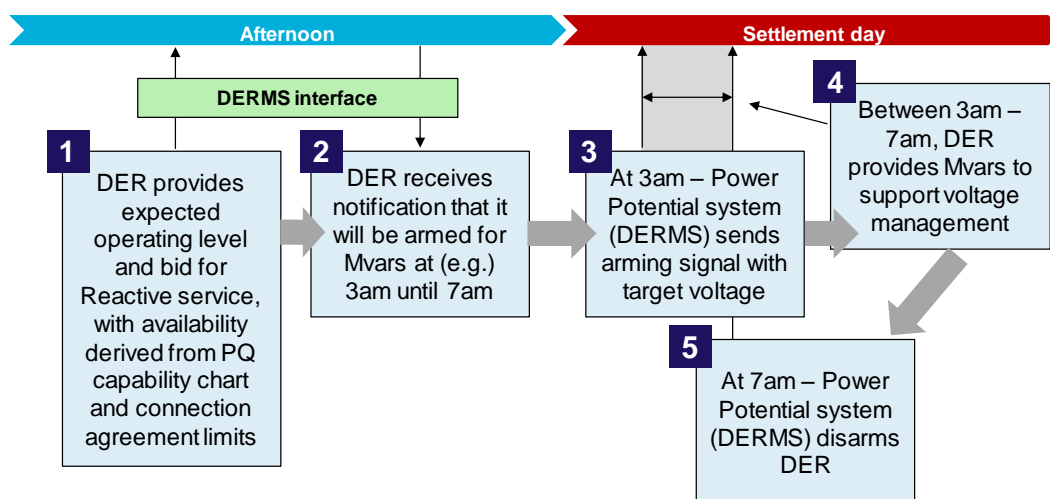 Afternoon
Settlement day
DERMS interface
1
DER provides
expected
operating level
and bid for
Reactive service,
with availability
derived from PQ
capability chart
and connection
agreement limits
2
DER receives
notification that it
will be armed for
Mvars at (e.g.)
3am until 7am
3
At 3am – Power
Potential system
(DERMS) sends
arming signal with
target voltage
4
Between 3am –
7am, DER
provides Mvars to
support voltage
management
5
At 7am – Power
Potential system
(DERMS) disarms
DER